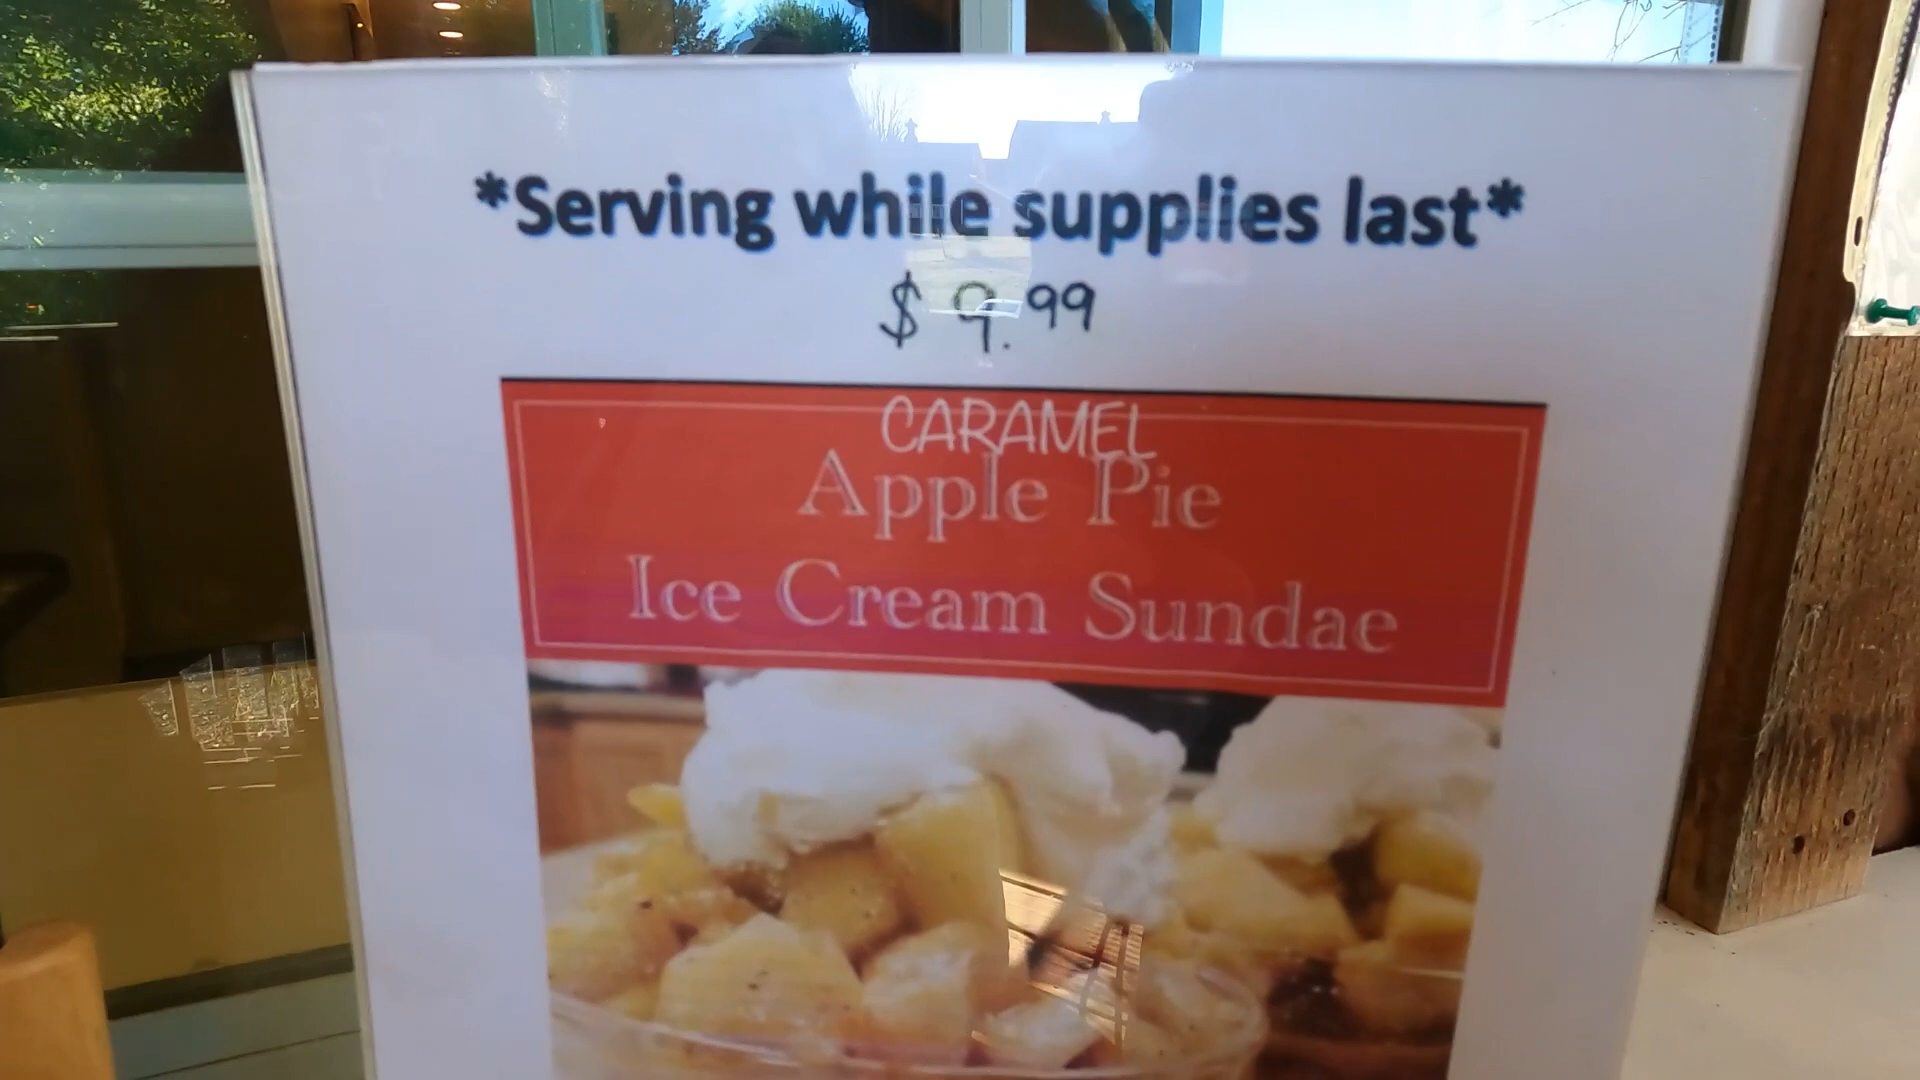 *Serving while supplies last*
$ 9.99
CARAMEL
Apple Pie
Ice Cream Sundae